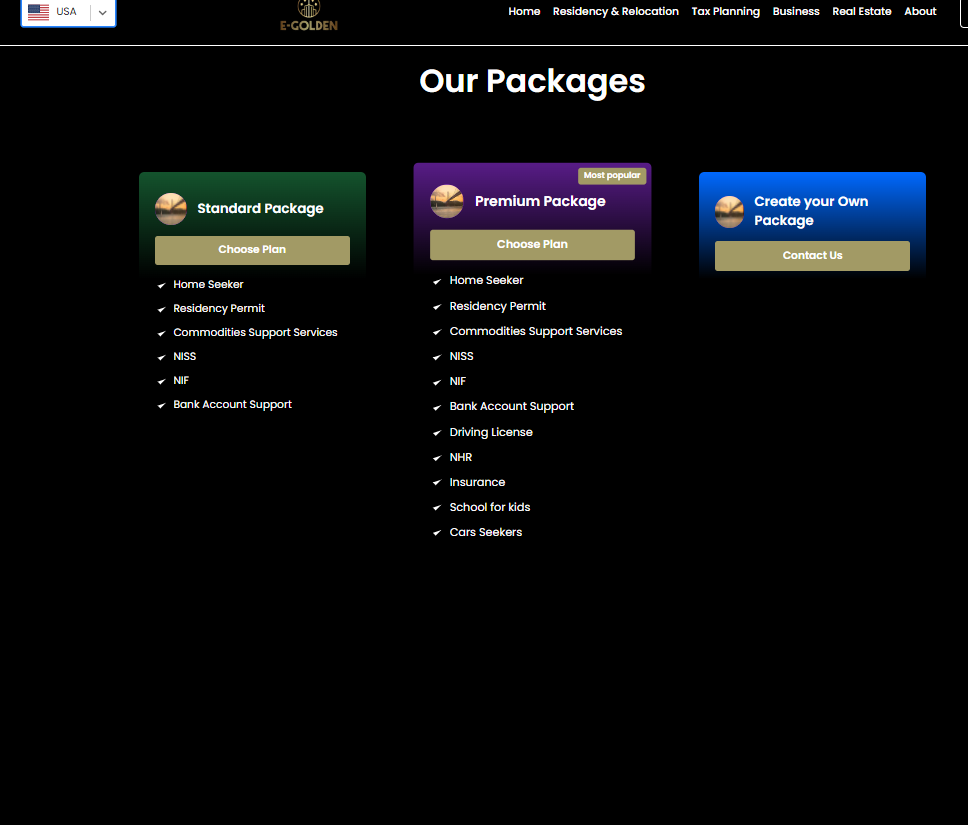 USA
E-GOLDEN
Home Residency & Relocation Tax Planning Business Real Estate About
Our Packages
Standard Package
Choose Plan
Home Seeker
Residency Permit
Commodities Support Services
NISS
NIF
Bank Account Support
Most popular
Premium Package
Choose Plan
Home Seeker
Residency Permit
Commodities Support Services
NISS
NIF
Bank Account Support
Driving License
NHR
Insurance
School for kids
Cars Seekers
Create your Own
Package
Contact Us